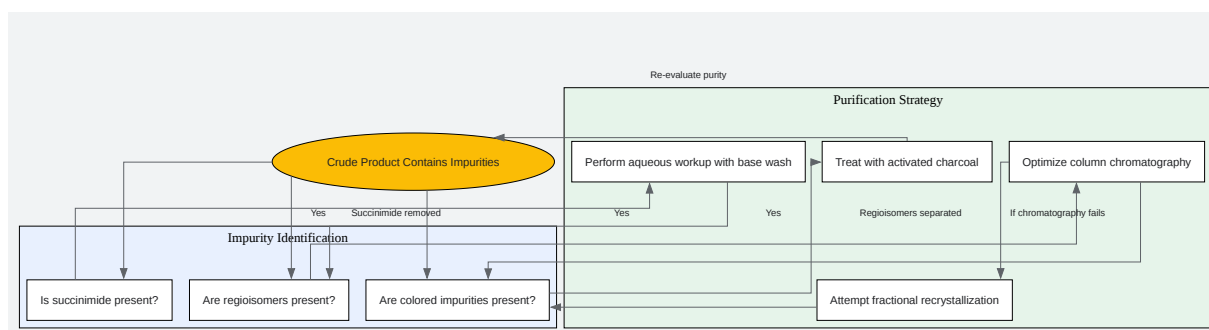 Re-evaluate purity
Purification Strategy
Crude Product Contains Impurities
Perform aqueous workup with base wash
Treat with activated charcoal
Optimize column chromatography
Yes
Succinimide removed
Yes
Yes
Regioisomers separated
If chromatography fails
Impurity Identification
Is succinimide present?
Are regioisomers present?
Are colored impurities present?
Attempt fractional recrystallization